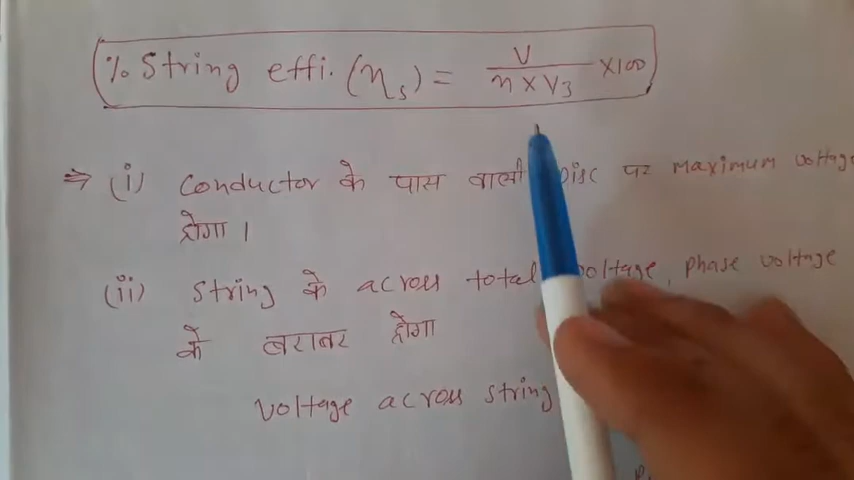 % String effi. (η_s) = V / n × V3 × 100
⇒ (i) Conductor के पास वाली Disc पर maximum voltage
होगा ।
(ii) String के across total voltage, phase voltage
के बराबर होगा
voltage across string